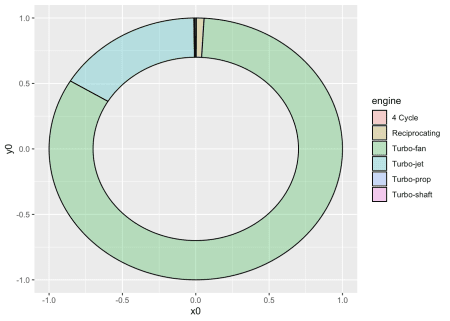 1.0
0.5
0.0
-0.5
-1.0
y0
-1.0 -0.5 0.0 0.5 1.0
x0
engine
4 Cycle
Reciprocating
Turbo-fan
Turbo-jet
Turbo-prop
Turbo-shaft